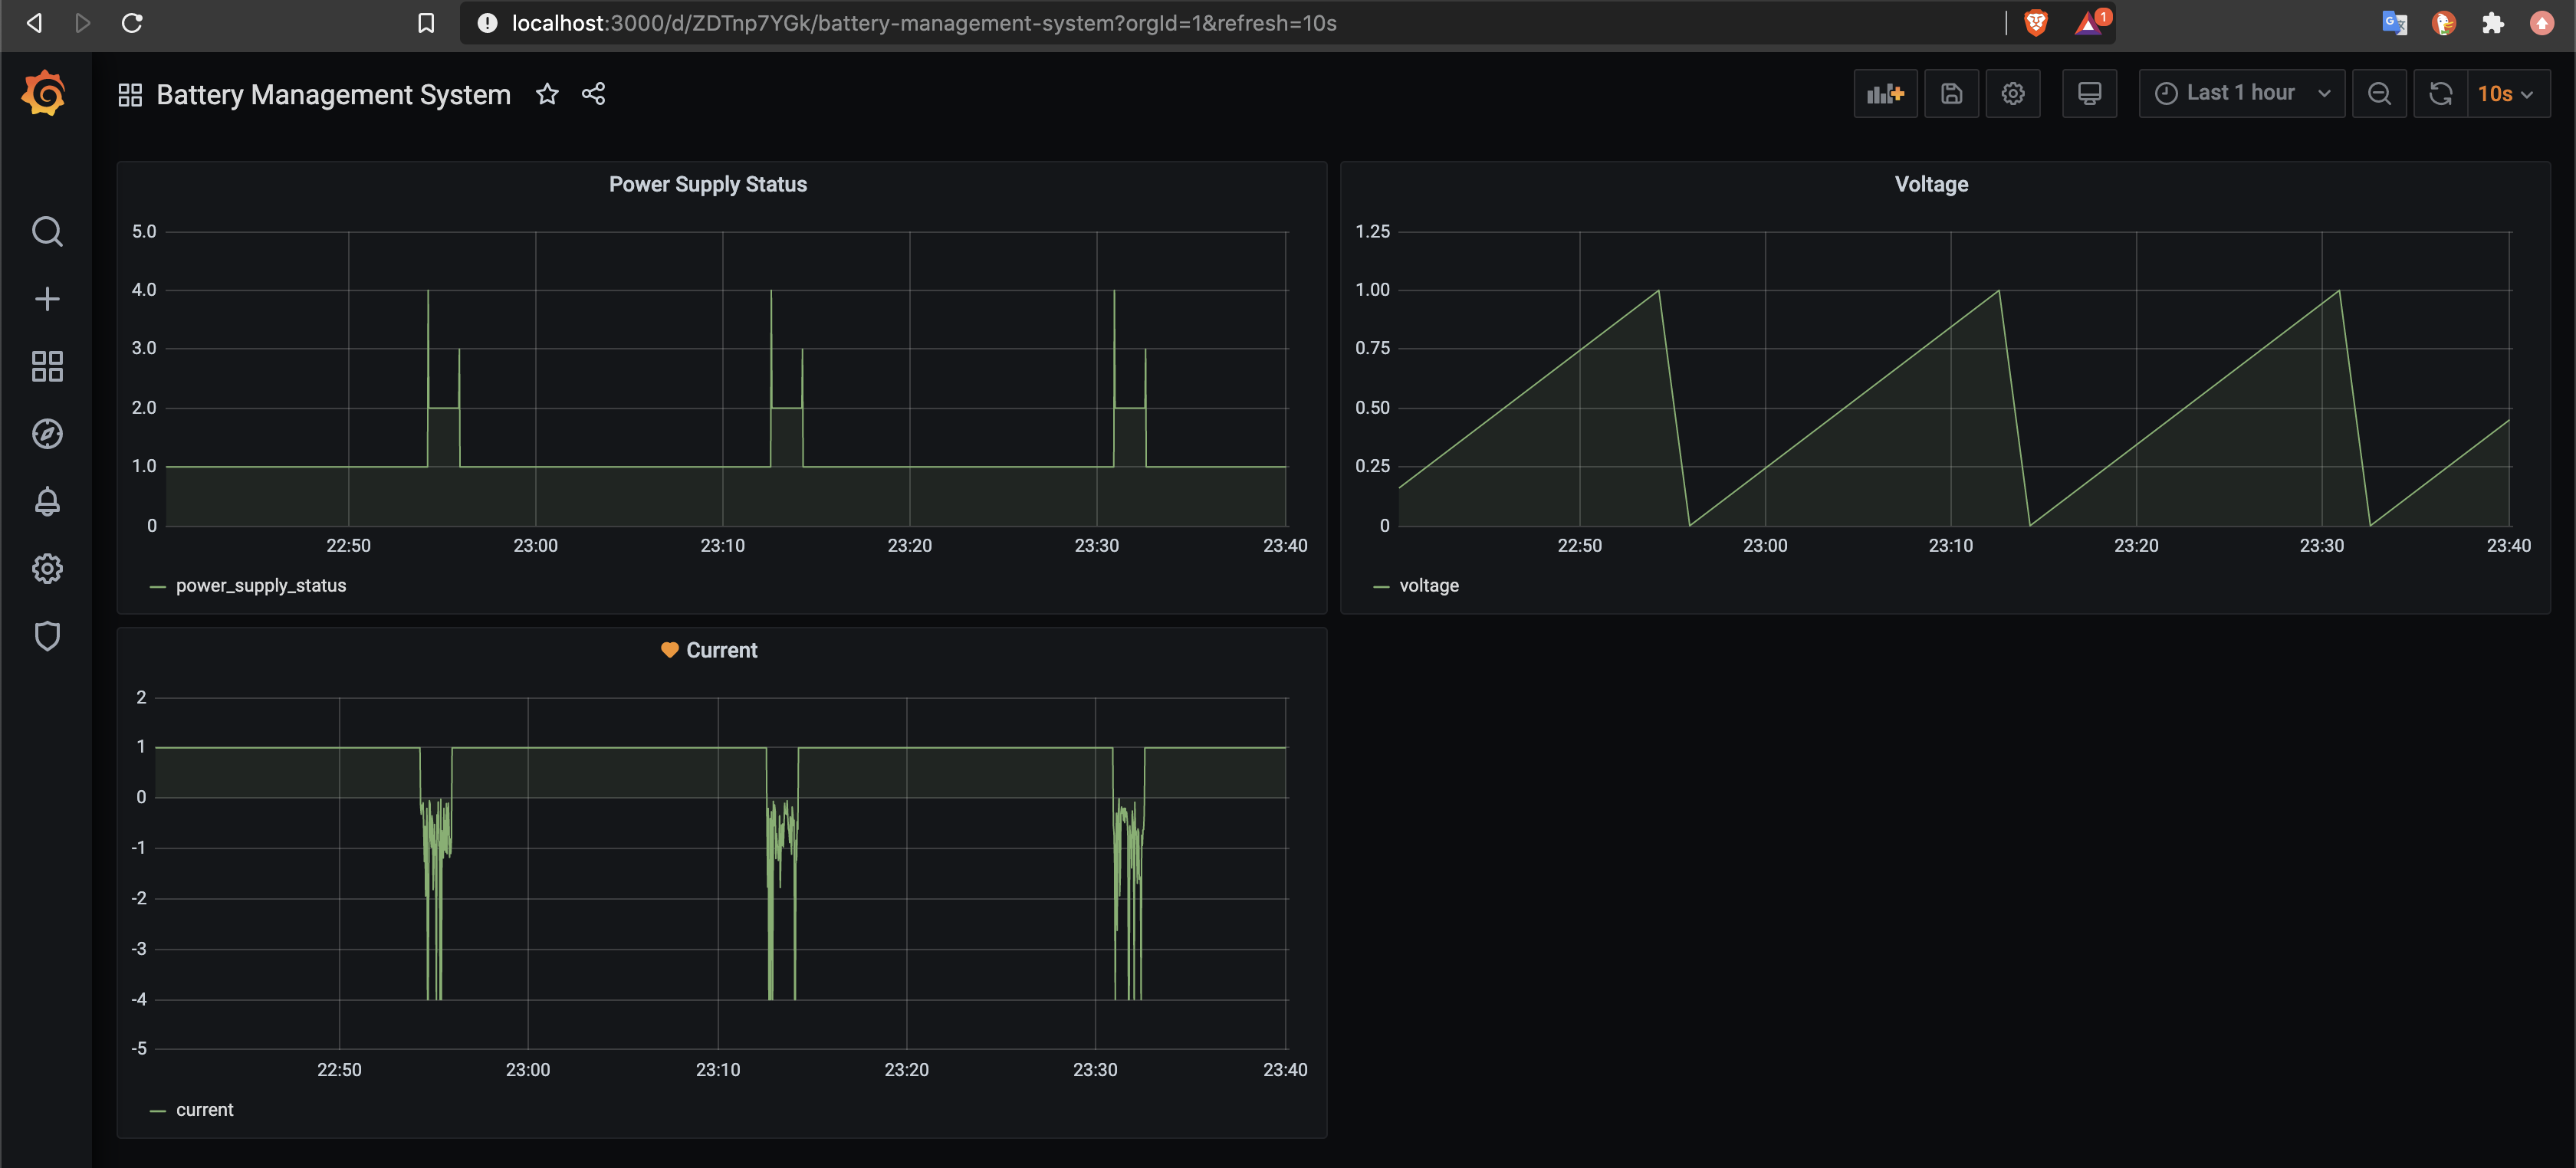 localhost:3000/d/ZDTnp7YGk/battery-management-system?orgId=1&refresh=10s
1
G
Battery Management System
Last 1 hour
10s
Power Supply Status
5.0
4.0
3.0
2.0
1.0
0
22:50 23:00 23:10 23:20 23:30 23:40
power_supply_status
Voltage
1.25
1.00
0.75
0.50
0.25
0
22:50 23:00 23:10 23:20 23:30 23:40
voltage
Current
2
1
0
-1
-2
-3
-4
-5
22:50 23:00 23:10 23:20 23:30 23:40
current